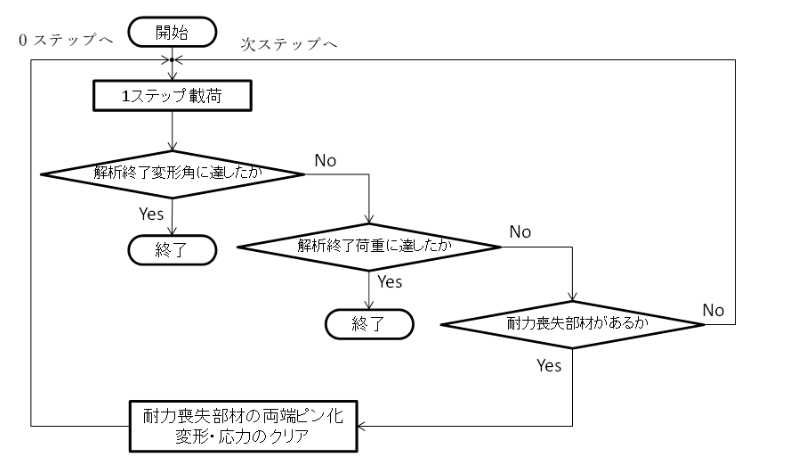 開始
0 ステップへ
次ステップへ
1ステップ載荷
解析終了変形角に達したか
No
Yes
終了
解析終了荷重に達したか
No
Yes
終了
耐力喪失部材があるか
No
Yes
耐力喪失部材の両端ピン化
変形・応力のクリア